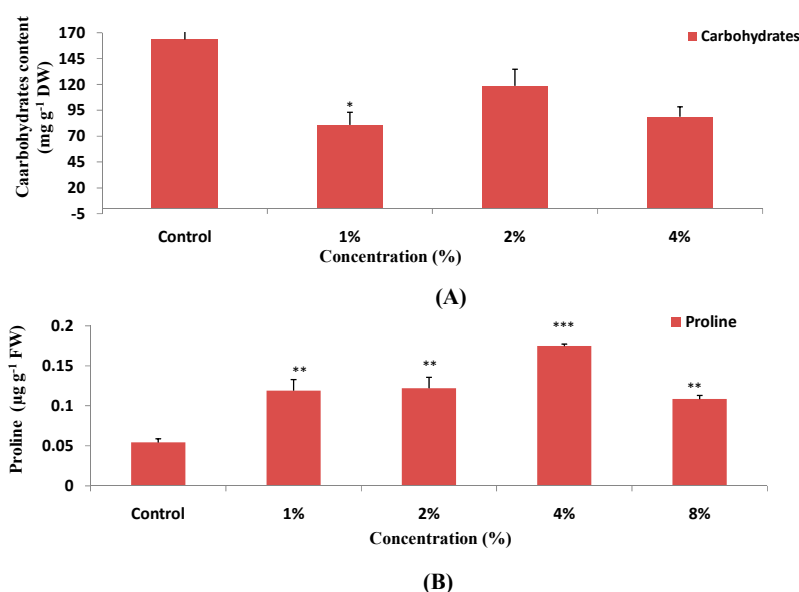 170
145
120
95
70
45
20
-5
Caarbohydrates content
(mg g⁻¹ DW)
Carbohydrates
*
Control 1% 2% 4%
Concentration (%)
(A)
0.2
0.15
0.1
0.05
0
Proline (µg g⁻¹ FW)
Proline
** ** *** **
Control 1% 2% 4% 8%
Concentration (%)
(B)